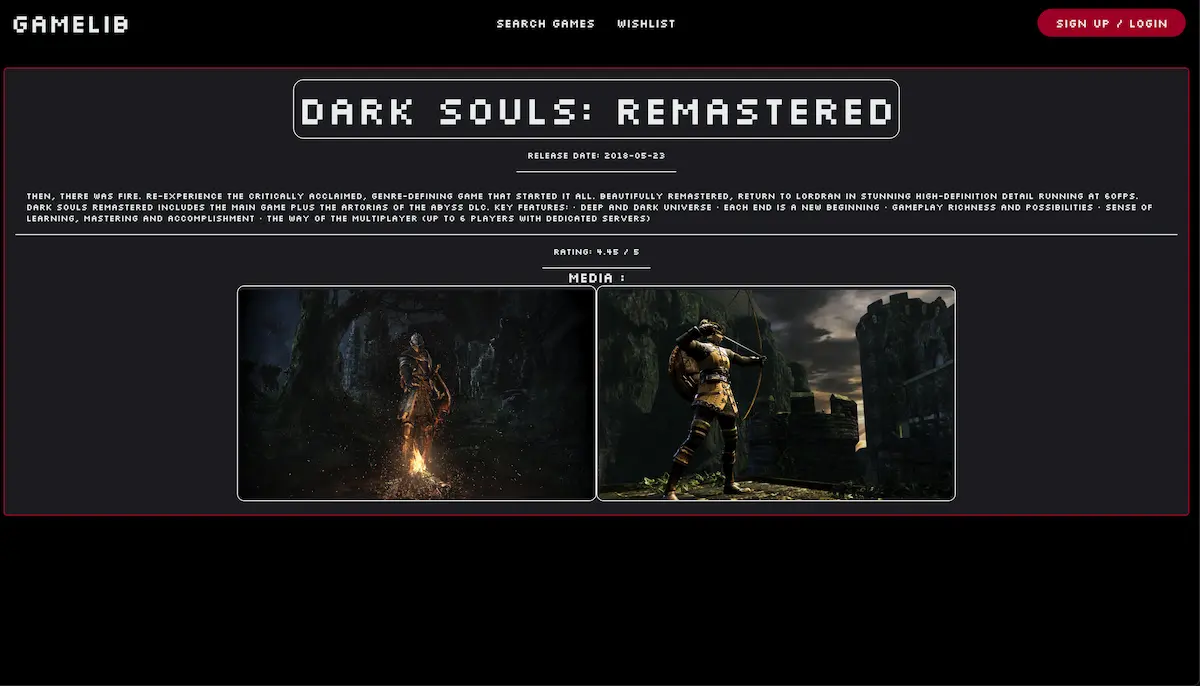 GAMELIB
SEARCH GAMES WISHLIST
SIGN UP / LOGIN
DARK SOULS: REMASTERED
RELEASE DATE: 2018-05-23
THEN, THERE WAS FIRE. RE-EXPERIENCE THE CRITICALLY ACCLAIMED, GENRE-DEFINING GAME THAT STARTED IT ALL. BEAUTIFULLY REMASTERED, RETURN TO LORDRAN IN STUNNING HIGH-DEFINITION DETAIL RUNNING AT 60FPS.
DARK SOULS REMASTERED INCLUDES THE MAIN GAME PLUS THE ARTORIAS OF THE ABYSS DLC. KEY FEATURES: · DEEP AND DARK UNIVERSE · EACH END IS A NEW BEGINNING · GAMEPLAY RICHNESS AND POSSIBILITIES · SENSE OF
LEARNING, MASTERING AND ACCOMPLISHMENT · THE WAY OF THE MULTIPLAYER (UP TO 6 PLAYERS WITH DEDICATED SERVERS)
RATING: 4.45 / 5
MEDIA :